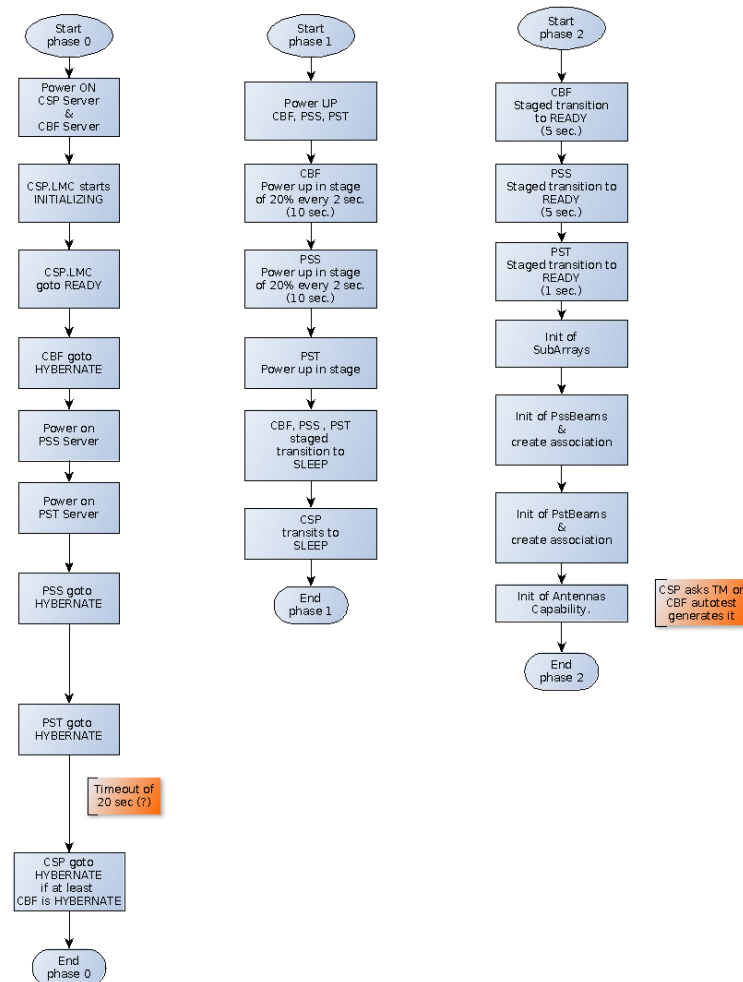 Start
phase 0
Power ON
CSP Server
&
CBF Server
CSP.LMC starts
INITIALIZING
CSP.LMC
goto READY
CBF goto
HYBERNATE
Power on
PSS Server
Power on
PST Server
PSS goto
HYBERNATE
PST goto
HYBERNATE
Timeout of
20 sec (?)
CSP goto
HYBERNATE
if at least
CBF is HYBERNATE
End
phase 0
Start
phase 1
Power UP
CBF, PSS, PST
CBF
Power up in stage
of 20% every 2 sec.
(10 sec.)
PSS
Power up in stage
of 20% every 2 sec.
(10 sec.)
PST
Power up in stage
CBF, PSS , PST
staged
transition to
SLEEP
CSP
transits to
SLEEP
End
phase 1
Start
phase 2
CBF
Staged transition
to READY
(5 sec.)
PSS
Staged transition to
READY
(5 sec.)
PST
Staged transition to
READY
(1 sec.)
Init of
SubArrays
Init of PssBeams
&
create association
Init of PstBeams
&
create association
Init of Antennas
Capability.
CSP asks TM or
CBF autotest
generates it
End
phase 2